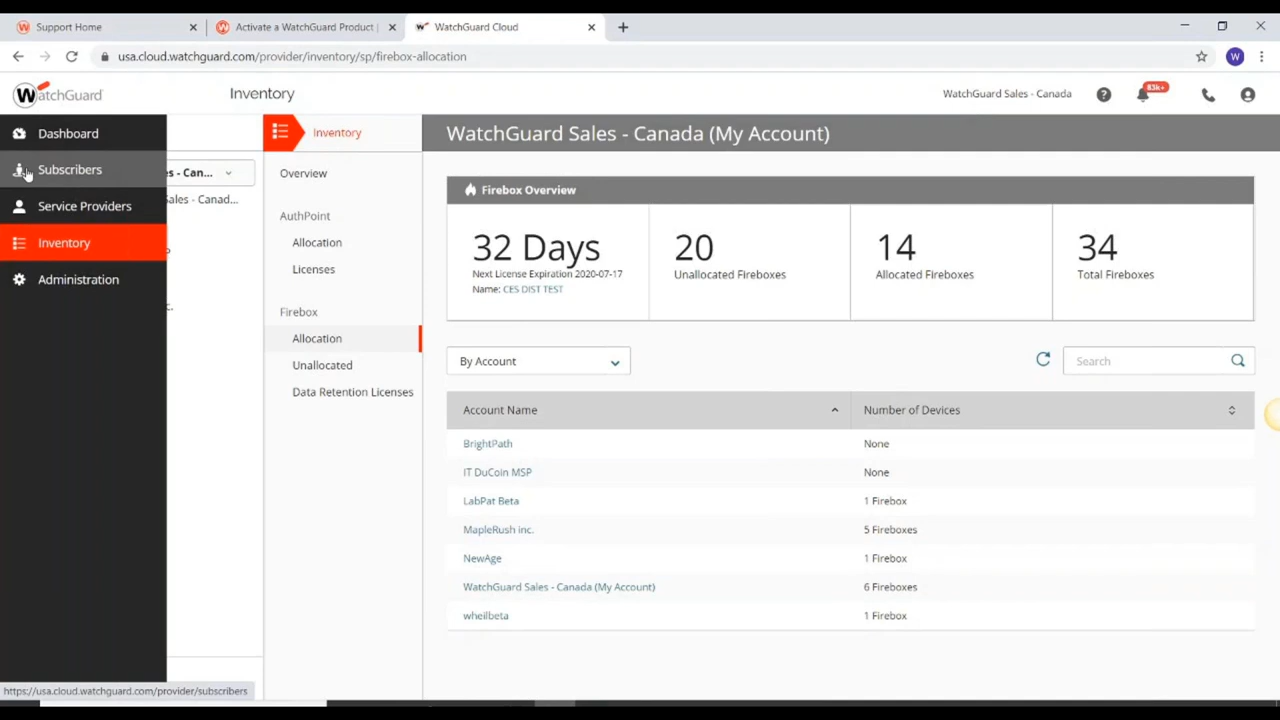 Support Home
Activate a WatchGuard Product |
WatchGuard Cloud
usa.cloud.watchguard.com/provider/inventory/sp/firebox-allocation
W
WatchGuard
Inventory
WatchGuard Sales - Canada
83k+
Dashboard
Subscribers
Service Providers
Inventory
Administration
s - Can...
ales - Canad...
c.
Inventory
Overview
AuthPoint
Allocation
Licenses
Firebox
Allocation
Unallocated
Data Retention Licenses
WatchGuard Sales - Canada (My Account)
Firebox Overview
32 Days
Next License Expiration 2020-07-17
Name: CES DIST TEST
20
Unallocated Fireboxes
14
Allocated Fireboxes
34
Total Fireboxes
By Account
Search
Account Name Number of Devices
BrightPath None
IT DuCoin MSP None
LabPat Beta 1 Firebox
MapleRush inc. 5 Fireboxes
NewAge 1 Firebox
WatchGuard Sales - Canada (My Account) 6 Fireboxes
wheilbeta 1 Firebox
https://usa.cloud.watchguard.com/provider/subscribers